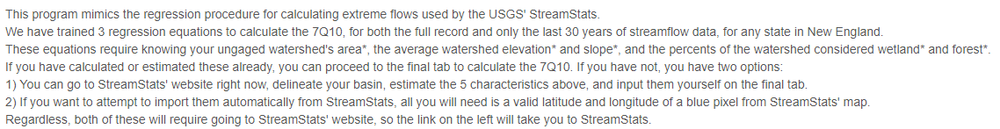 This program mimics the regression procedure for calculating extreme flows used by the USGS' StreamStats.
We have trained 3 regression equations to calculate the 7Q10, for both the full record and only the last 30 years of streamflow data, for any state in New England.
These equations require knowing your ungaged watershed's area*, the average watershed elevation* and slope*, and the percents of the watershed considered wetland* and forest*.
If you have calculated or estimated these already, you can proceed to the final tab to calculate the 7Q10. If you have not, you have two options:
1) You can go to StreamStats' website right now, delineate your basin, estimate the 5 characteristics above, and input them yourself on the final tab.
2) If you want to attempt to import them automatically from StreamStats, all you will need is a valid latitude and longitude of a blue pixel from StreamStats' map.
Regardless, both of these will require going to StreamStats' website, so the link on the left will take you to StreamStats.